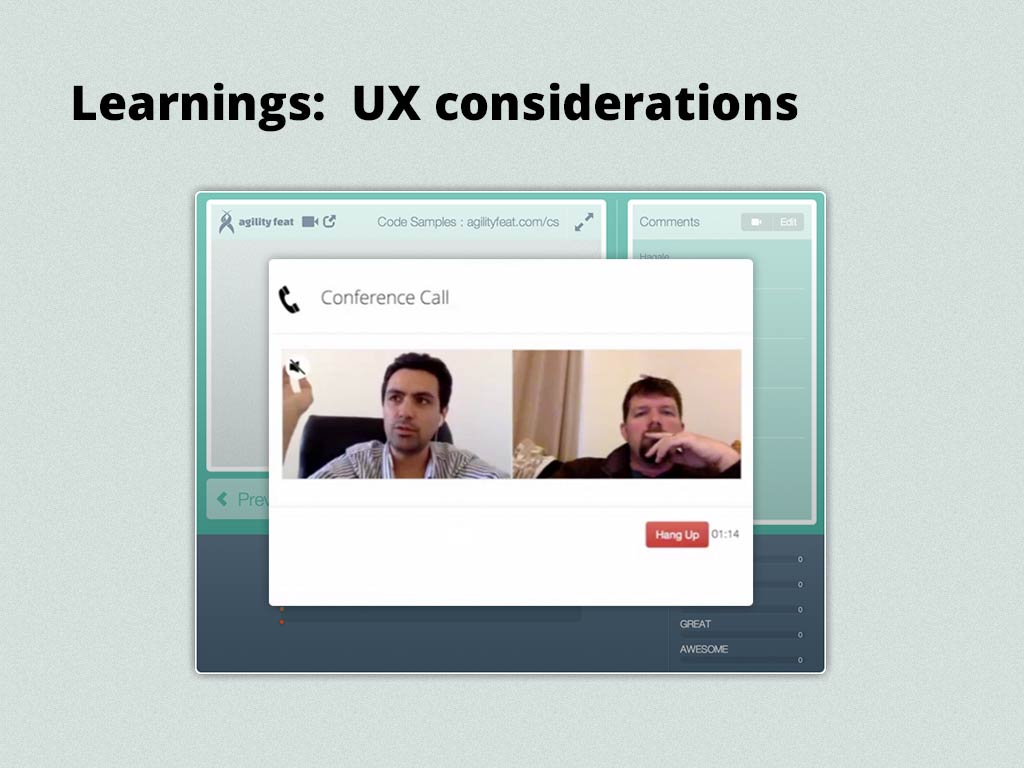 Learnings: UX considerations
agility feat
Code Samples : agilityfeat.com/cs
Comments
Edit
Hagale
Conference Call
Prev
Hang Up 01:14
0
0
0
GREAT
0
AWESOME
0